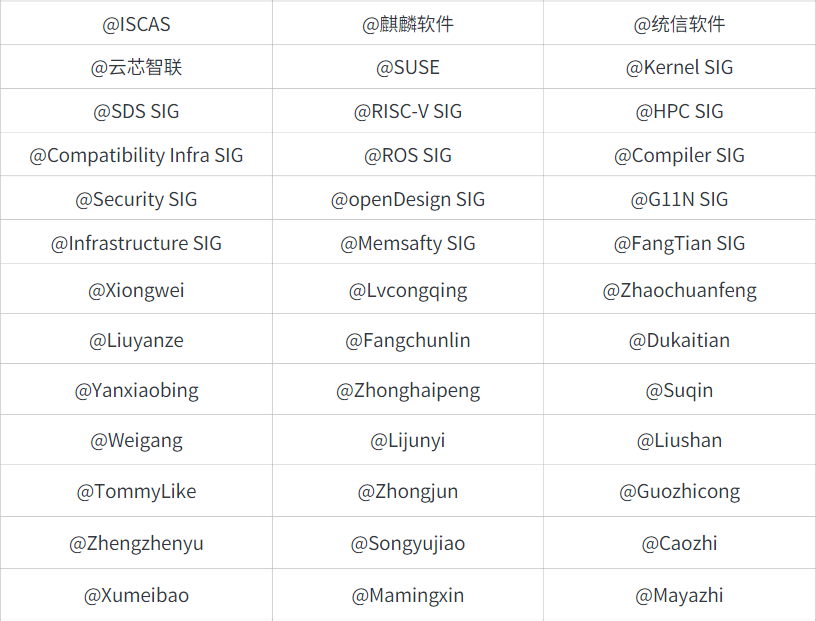 @ISCAS @麒麟软件 @统信软件
@云芯智联 @SUSE @Kernel SIG
@SDS SIG @RISC-V SIG @HPC SIG
@Compatibility Infra SIG @ROS SIG @Compiler SIG
@Security SIG @openDesign SIG @G11N SIG
@Infrastructure SIG @Memsafty SIG @FangTian SIG
@Xiongwei @Lvcongqing @Zhaochuanfeng
@Liuyanze @Fangchunlin @Dukaitian
@Yanxiaobing @Zhonghaipeng @Suqin
@Weigang @Lijunyi @Liushan
@TommyLike @Zhongjun @Guozhicong
@Zhengzhenyu @Songyujiao @Caozhi
@Xumeibao @Mamingxin @Mayazhi